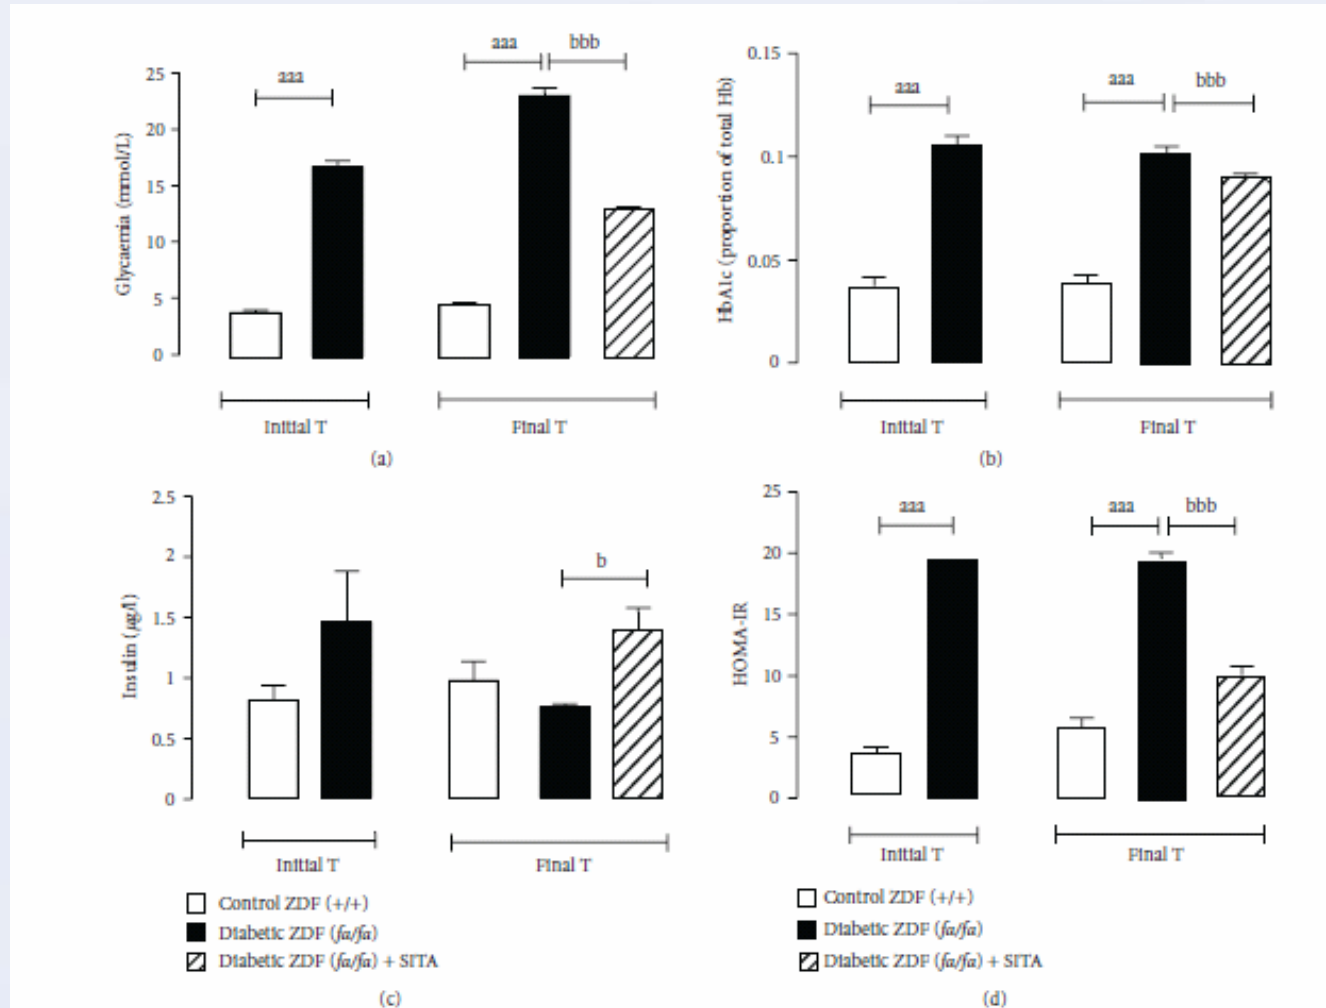 aaa bbb
aaa
25
20
15
10
5
0
Glycaemia (mmol/L)
Initial T
Final T
(a)
0.15
0.1
0.05
0
HbA1c (proportion of total Hb)
aaa
aaa bbb
Initial T
Final T
(b)
2.5
2
1.5
1
0.5
0
Insulin (µg/l)
b
Initial T
Final T
Control ZDF (+/+)
Diabetic ZDF (fa/fa)
Diabetic ZDF (fa/fa) + SITA
(c)
25
20
15
10
5
0
HOMA-IR
aaa
aaa bbb
Initial T
Final T
Control ZDF (+/+)
Diabetic ZDF (fa/fa)
Diabetic ZDF (fa/fa) + SITA
(d)